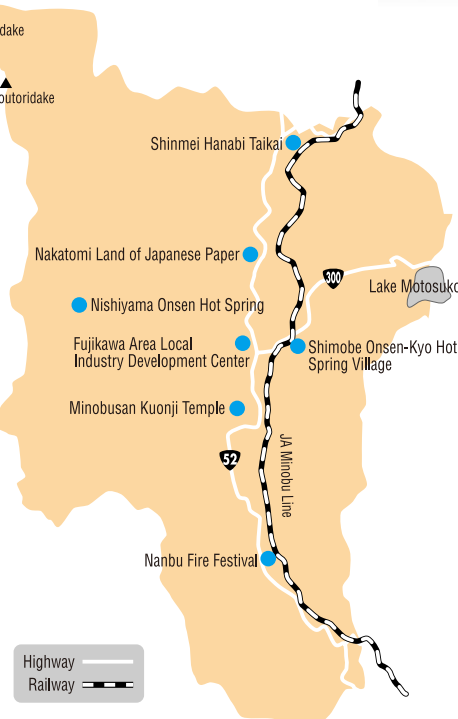 dake
outoridake
Shinmei Hanabi Taikai
Nakatomi Land of Japanese Paper
300
Lake Motosuko
Nishiyama Onsen Hot Spring
Fujikawa Area Local
Industry Development Center
Shimobe Onsen-Kyo Hot
Spring Village
Minobusan Kuonji Temple
52
JA Minobu Line
Nanbu Fire Festival
Highway
Railway